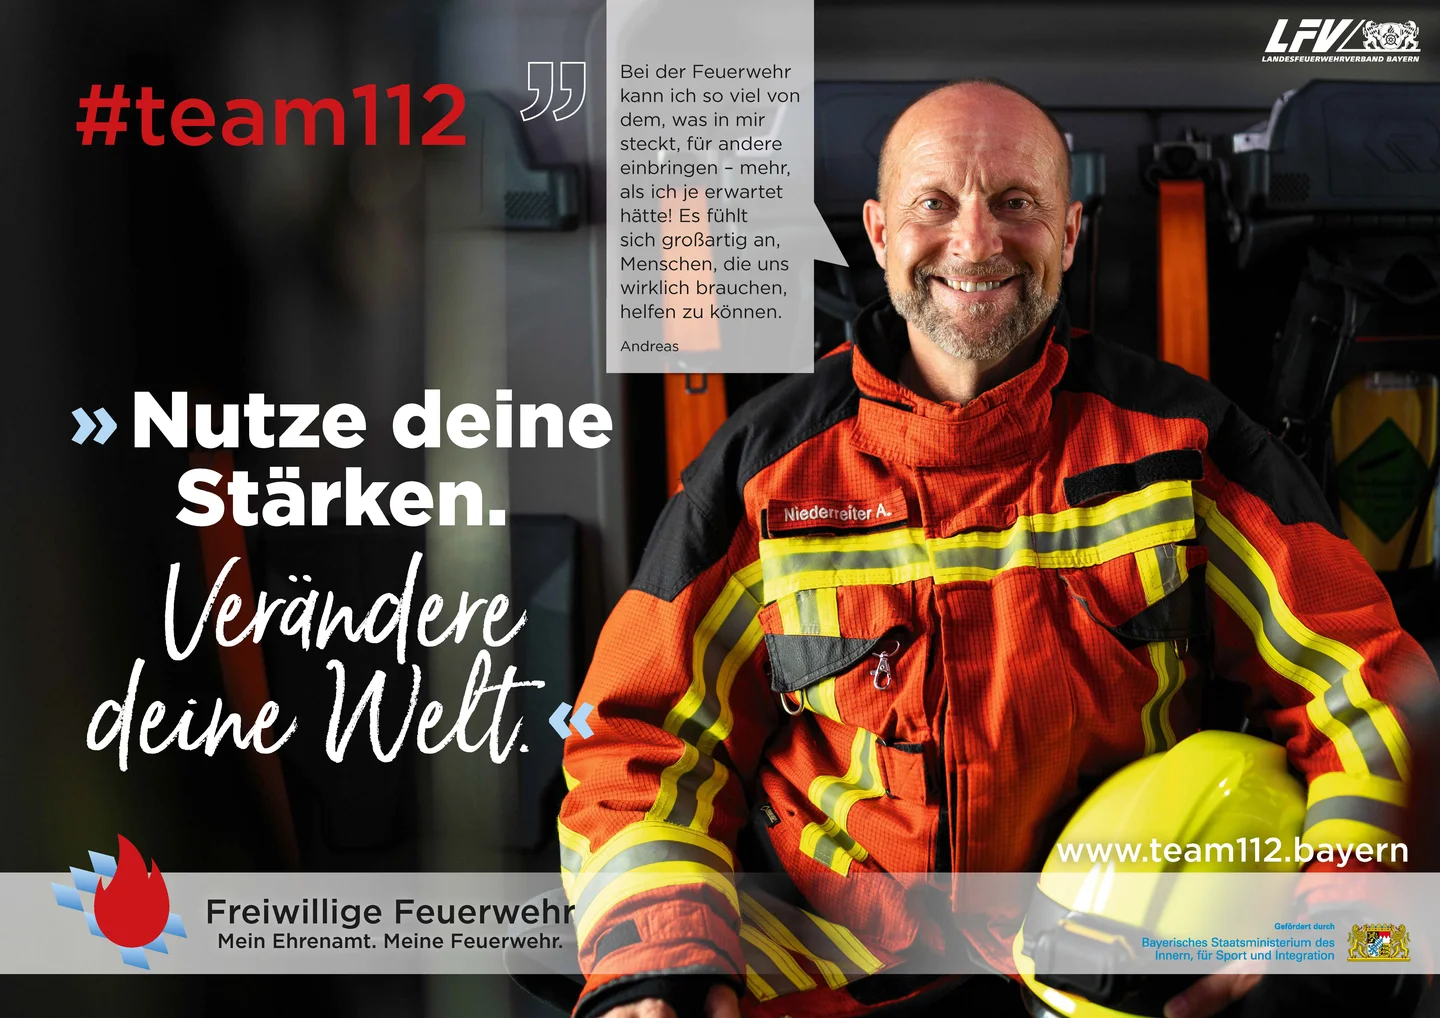 #team112
Bei der Feuerwehr
kann ich so viel von
dem, was in mir
steckt, für andere
einbringen – mehr,
als ich je erwartet
hätte! Es fühlt
sich großartig an,
Menschen, die uns
wirklich brauchen,
helfen zu können.
Andreas
LFV
LANDESFEUERWEHRVERBAND BAYERN
» Nutze deine
Stärken.
Verändere
deine Welt. «
Niederreiter A.
www.team112.bayern
Freiwillige Feuerwehr
Mein Ehrenamt. Meine Feuerwehr.
Gefördert durch
Bayerisches Staatsministerium des
Innern, für Sport und Integration